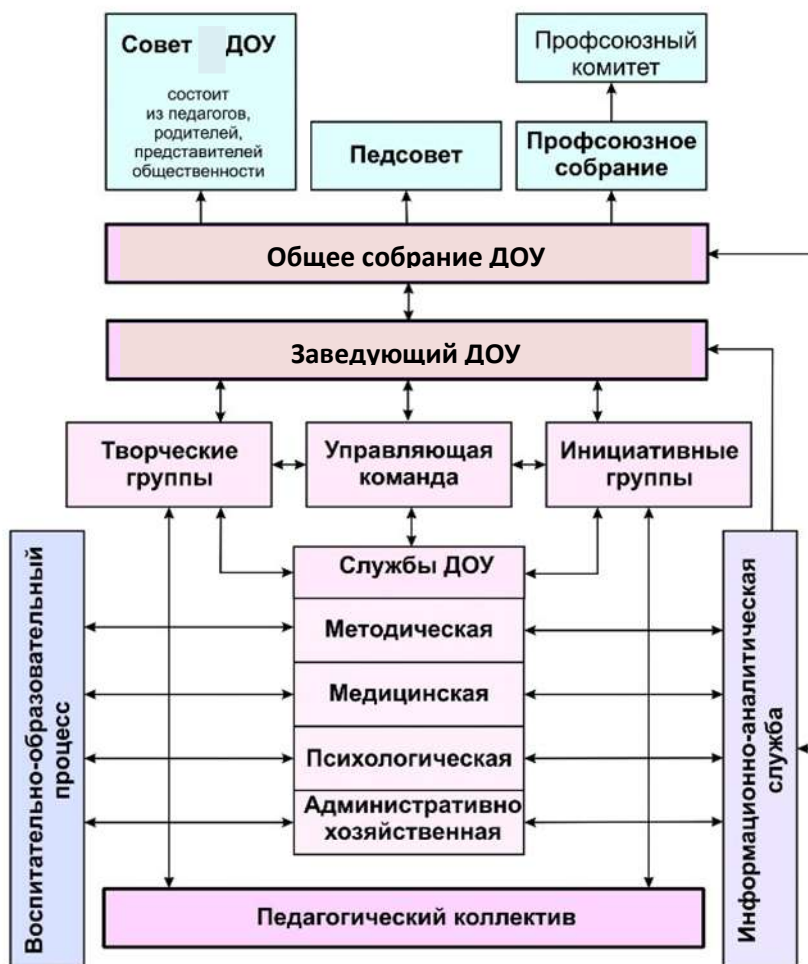 Совет ДОУ
состоит
из педагогов,
родителей,
представителей
общественности
Профсоюзный
комитет
Педсовет
Профсоюзное
собрание
Общее собрание ДОУ
Заведующий ДОУ
Творческие
группы
Управляющая
команда
Инициативные
группы
Службы ДОУ
Методическая
Медицинская
Психологическая
Административно
хозяйственная
Воспитательно-образовательный
процесс
Информационно-аналитическая
служба
Педагогический коллектив